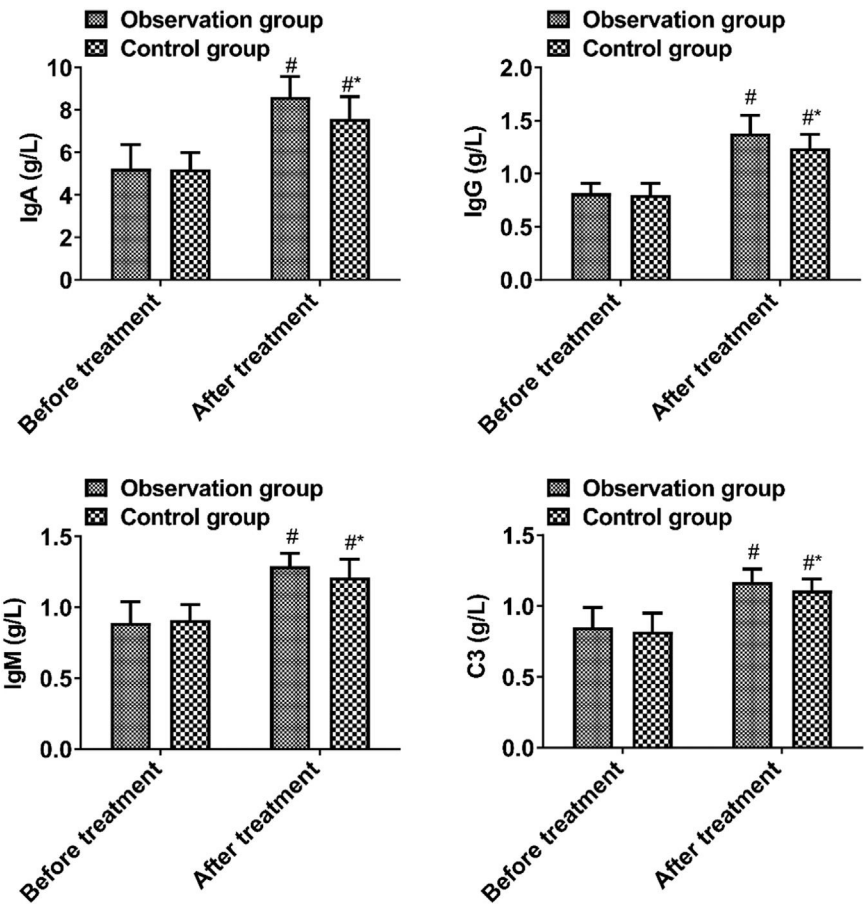 Observation group
Control group
#
#*
10
8
6
4
2
0
IgA (g/L)
Before treatment
After treatment
Observation group
Control group
#
#*
2.0
1.5
1.0
0.5
0.0
IgG (g/L)
Before treatment
After treatment
Observation group
Control group
#
#*
1.5
1.0
0.5
0.0
IgM (g/L)
Before treatment
After treatment
Observation group
Control group
#
#*
1.5
1.0
0.5
0.0
C3 (g/L)
Before treatment
After treatment